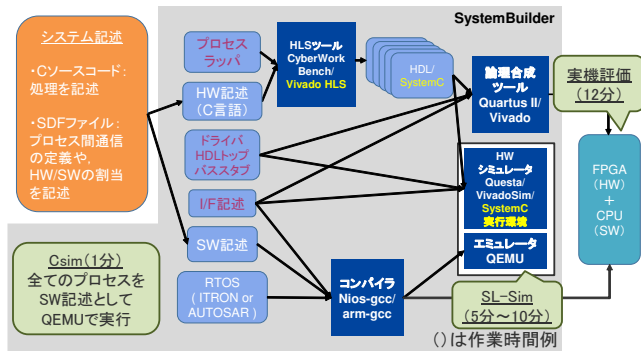 SystemBuilder
システム記述
・Cソースコード:
処理を記述
・SDFファイル:
プロセス間通信
の定義や,
HW/SWの割当
を記述
プロセス
ラッパ
HW記述
(C言語)
ドライバ
HDLトップ
バススタブ
I/F記述
SW記述
RTOS
( ITRON or
AUTOSAR )
HLSツール
CyberWork
Bench/
Vivado HLS
HDL/
SystemC
論理合成
ツール
Quartus II/
Vivado
HW
シミュレータ
Questa/
VivadoSim/
SystemC
実行環境
エミュレータ
QEMU
コンパイラ
Nios-gcc/
arm-gcc
実機評価
(12分)
FPGA
(HW)
+
CPU
(SW)
Csim(1分)
全てのプロセスを
SW記述として
QEMUで実行
SL-Sim
(5分~10分)
()は作業時間例